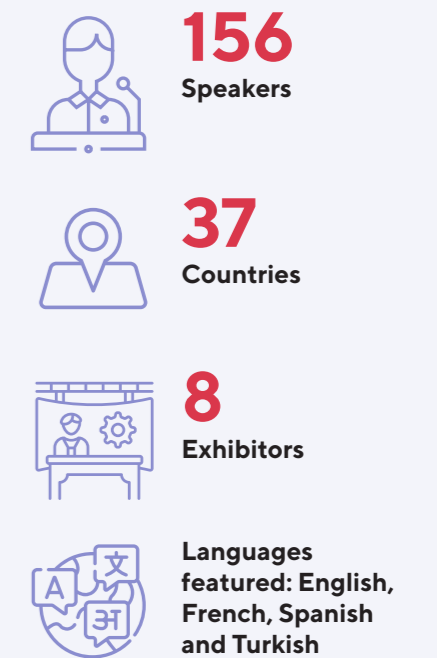 156
Speakers
37
Countries
8
Exhibitors
A
文
अ
Languages
featured: English,
French, Spanish
and Turkish